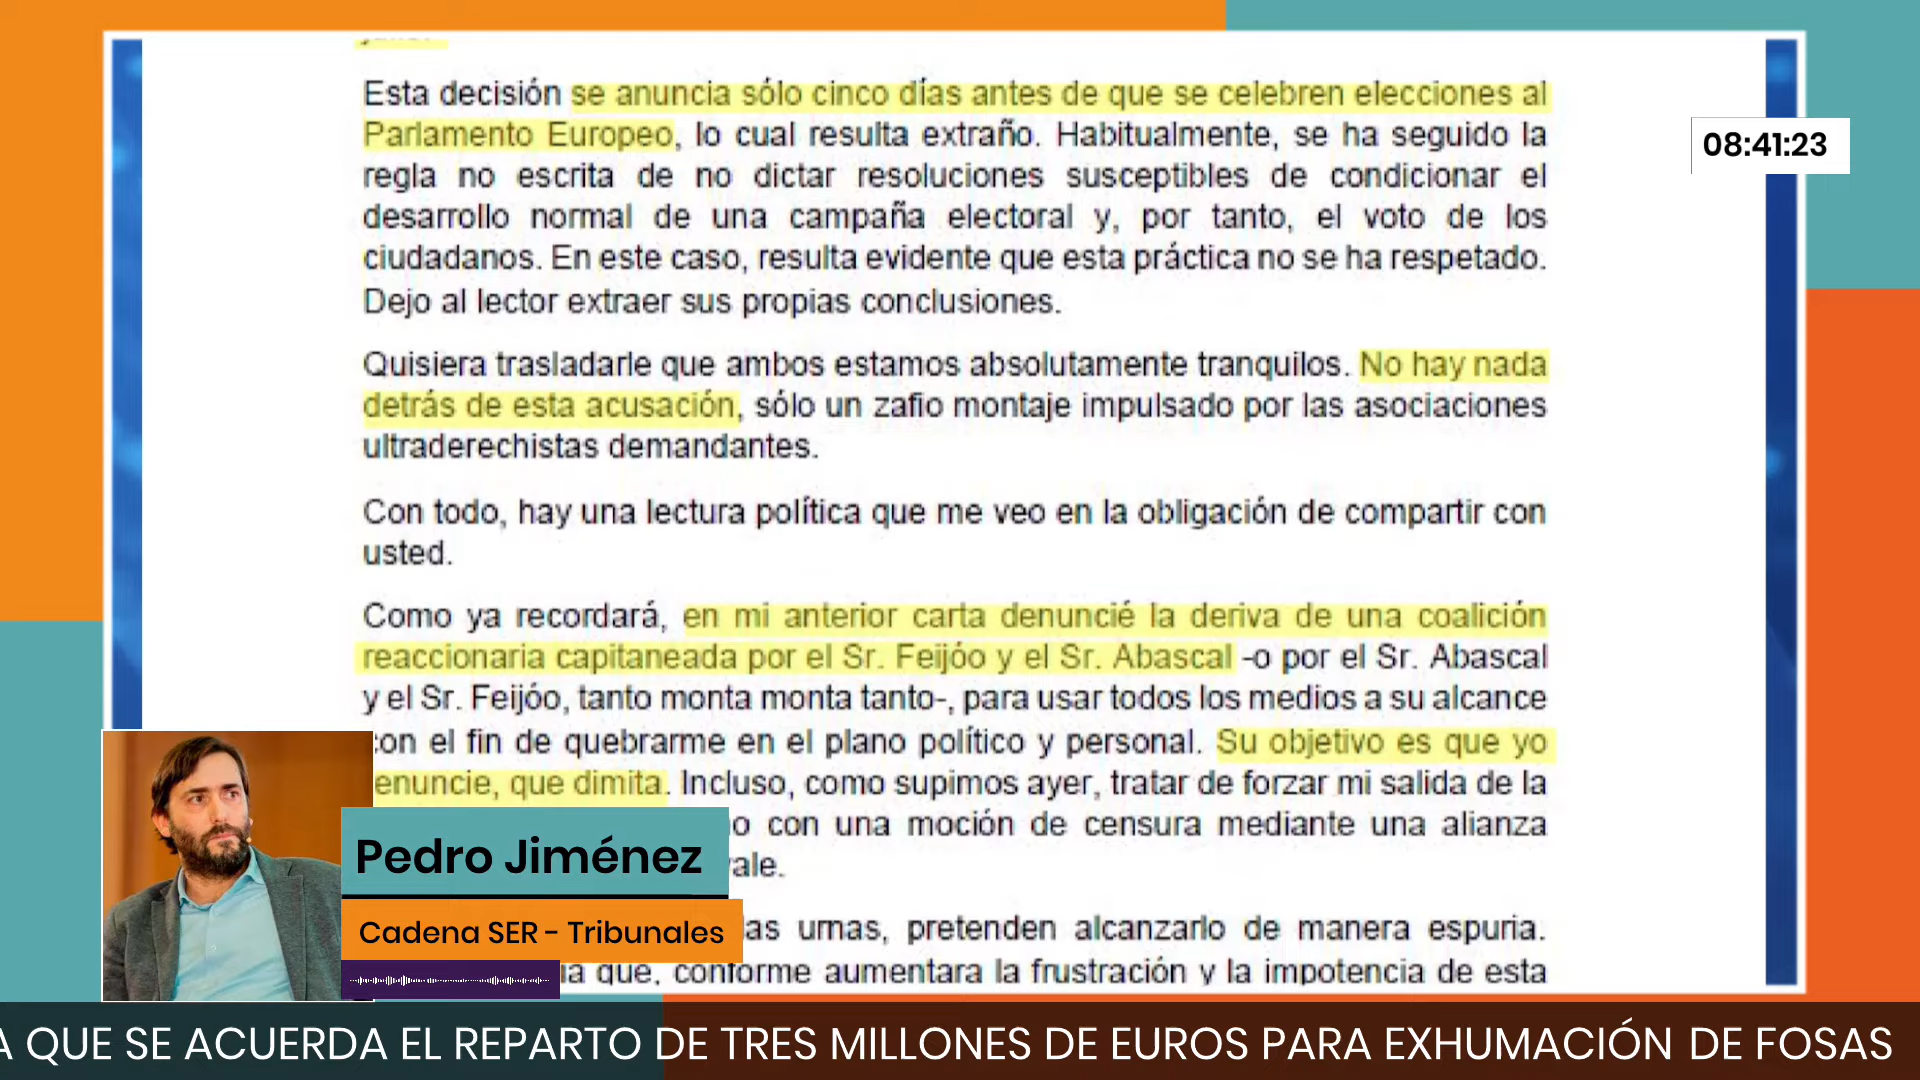 Esta decisión se anuncia sólo cinco días antes de que se celebren elecciones al
Parlamento Europeo, lo cual resulta extraño. Habitualmente, se ha seguido la
regla no escrita de no dictar resoluciones susceptibles de condicionar el
desarrollo normal de una campaña electoral y, por tanto, el voto de los
ciudadanos. En este caso, resulta evidente que esta práctica no se ha respetado.
Dejo al lector extraer sus propias conclusiones.
Quisiera trasladarle que ambos estamos absolutamente tranquilos. No hay nada
detrás de esta acusación, sólo un zafio montaje impulsado por las asociaciones
ultraderechistas demandantes.
Con todo, hay una lectura política que me veo en la obligación de compartir con
usted.
Como ya recordará, en mi anterior carta denuncié la deriva de una coalición
reaccionaria capitaneada por el Sr. Feijóo y el Sr. Abascal -o por el Sr. Abascal
y el Sr. Feijóo, tanto monta monta tanto-, para usar todos los medios a su alcance
con el fin de quebrarme en el plano político y personal. Su objetivo es que yo
enuncie, que dimita. Incluso, como supimos ayer, tratar de forzar mi salida de la
con una moción de censura mediante una alianza
vale.
las urnas, pretenden alcanzarlo de manera espuria.
que, conforme aumentara la frustración y la impotencia de esta
08:41:23
Pedro Jiménez
Cadena SER - Tribunales
A QUE SE ACUERDA EL REPARTO DE TRES MILLONES DE EUROS PARA EXHUMACIÓN DE FOSAS